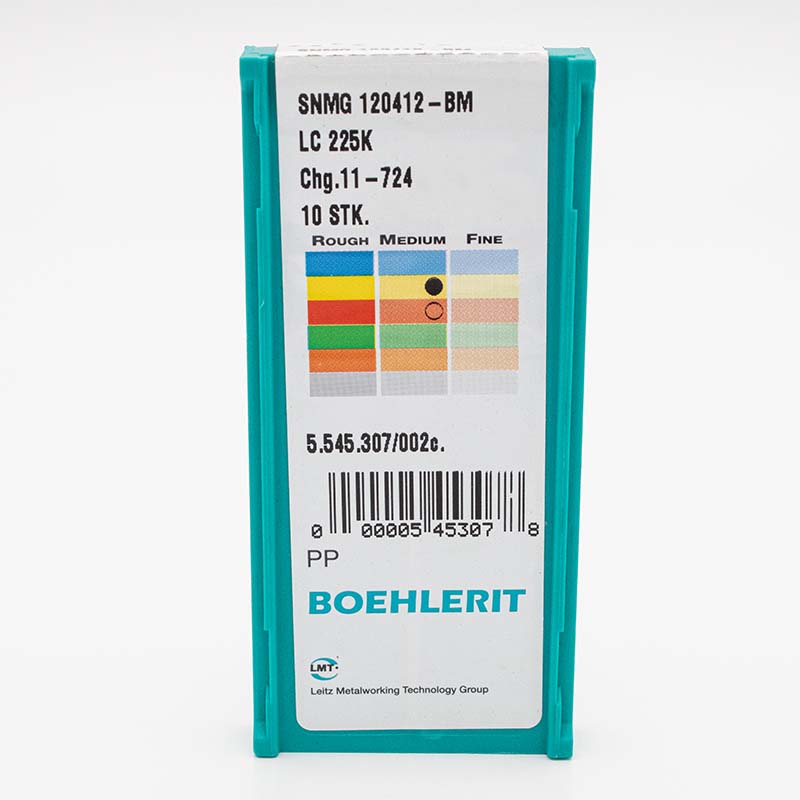 SNMG 120412-BM
LC 225K
Chg.11-724
10 STK.
ROUGH MEDIUM FINE
5.545.307/002c.
0 00005 45307 8
PP
BOEHLERIT
LMT
Leitz Metalworking Technology Group